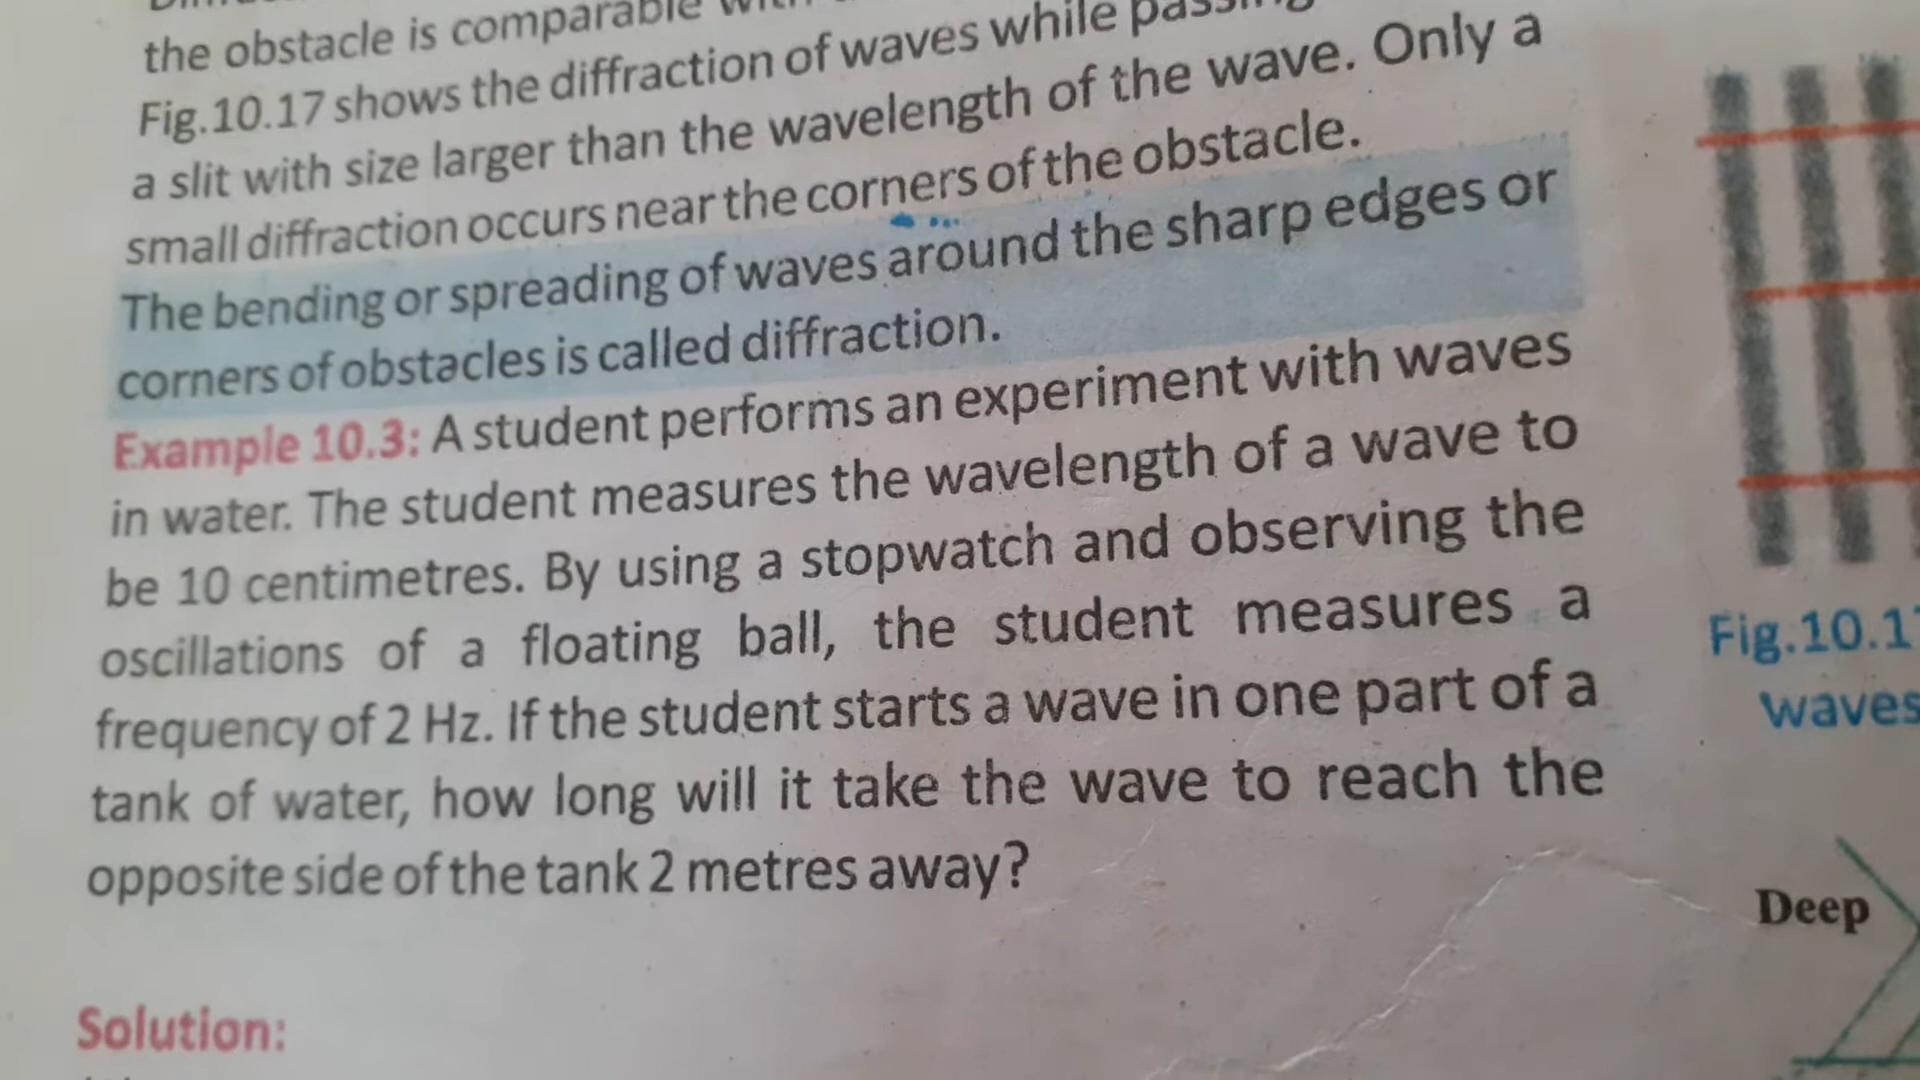 the obstacle is comparable
Fig.10.17 shows the diffraction of waves while passing
a slit with size larger than the wavelength of the wave. Only a
small diffraction occurs near the corners of the obstacle.
The bending or spreading of waves around the sharp edges or
corners of obstacles is called diffraction.
Example 10.3: A student performs an experiment with waves
in water. The student measures the wavelength of a wave to
be 10 centimetres. By using a stopwatch and observing the
oscillations of a floating ball, the student measures a
frequency of 2 Hz. If the student starts a wave in one part of a
tank of water, how long will it take the wave to reach the
opposite side of the tank 2 metres away?
Solution:
Fig.10.1
waves
Deep